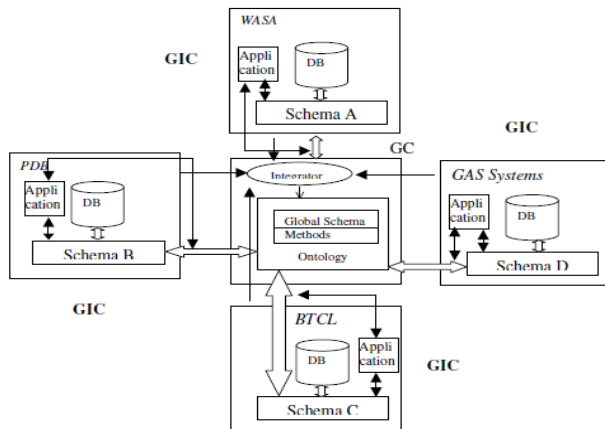 WASA
GIC
Appli
cation
DB
Schema A
GIC
GC
PDB
Appli
cation
DB
Schema B
Integrator
Global Schema
Methods
Ontology
GAS Systems
Appli
cation
DB
Schema D
GIC
BTCL
DB
Appli
cation
Schema C
GIC